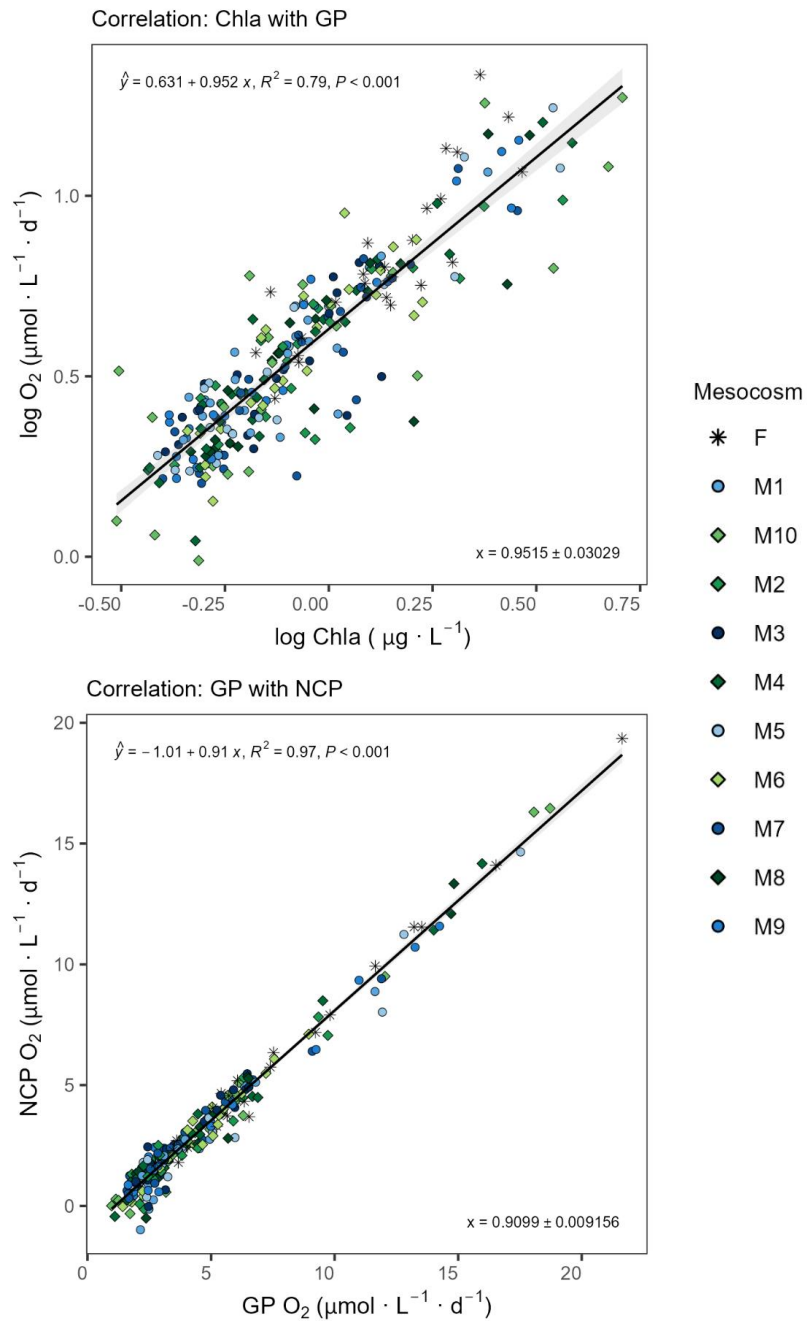 Correlation: Chla with GP
ŷ = 0.631 + 0.952 x, R² = 0.79, P < 0.001
1.0
0.5
0.0
log O₂ (μmol · L⁻¹ · d⁻¹)
x = 0.9515 ± 0.03029
-0.50 -0.25 0.00 0.25 0.50 0.75
log Chla ( μg · L⁻¹)
Correlation: GP with NCP
ŷ = − 1.01 + 0.91 x, R² = 0.97, P < 0.001
20
15
10
5
0
NCP O₂ (μmol · L⁻¹ · d⁻¹)
x = 0.9099 ± 0.009156
0 5 10 15 20
GP O₂ (μmol · L⁻¹ · d⁻¹)
Mesocosm
F
M1
M10
M2
M3
M4
M5
M6
M7
M8
M9